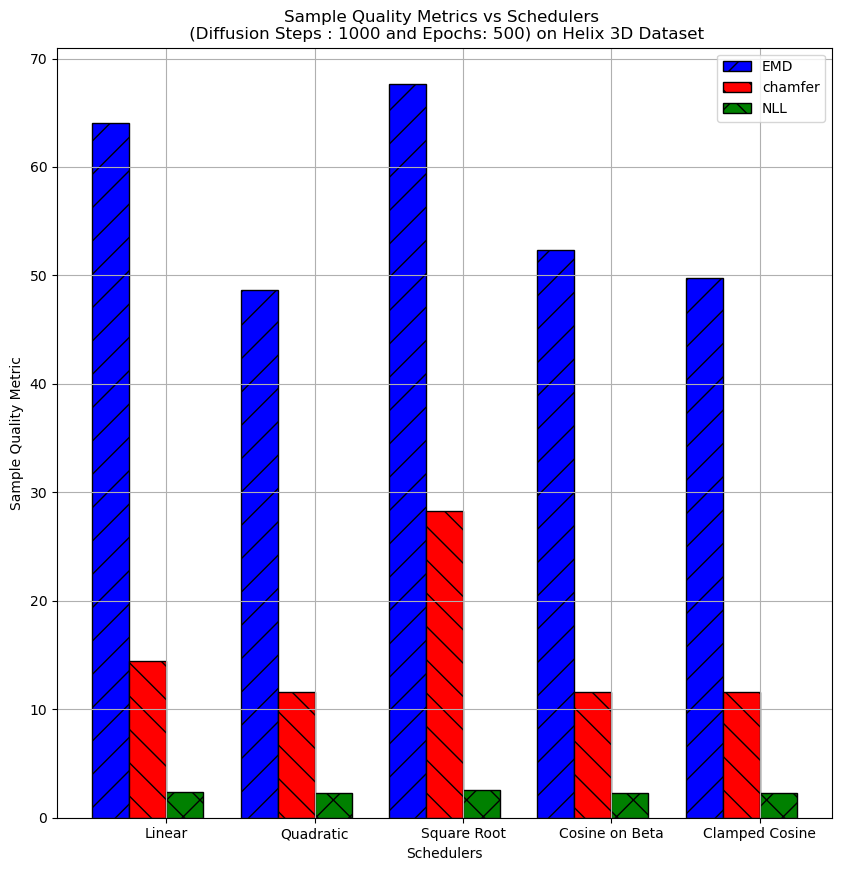 Sample Quality Metrics vs Schedulers
(Diffusion Steps : 1000 and Epochs: 500) on Helix 3D Dataset
EMD
chamfer
NLL
Sample Quality Metric
70
60
50
40
30
20
10
0
Linear
Quadratic
Square Root
Cosine on Beta
Clamped Cosine
Schedulers